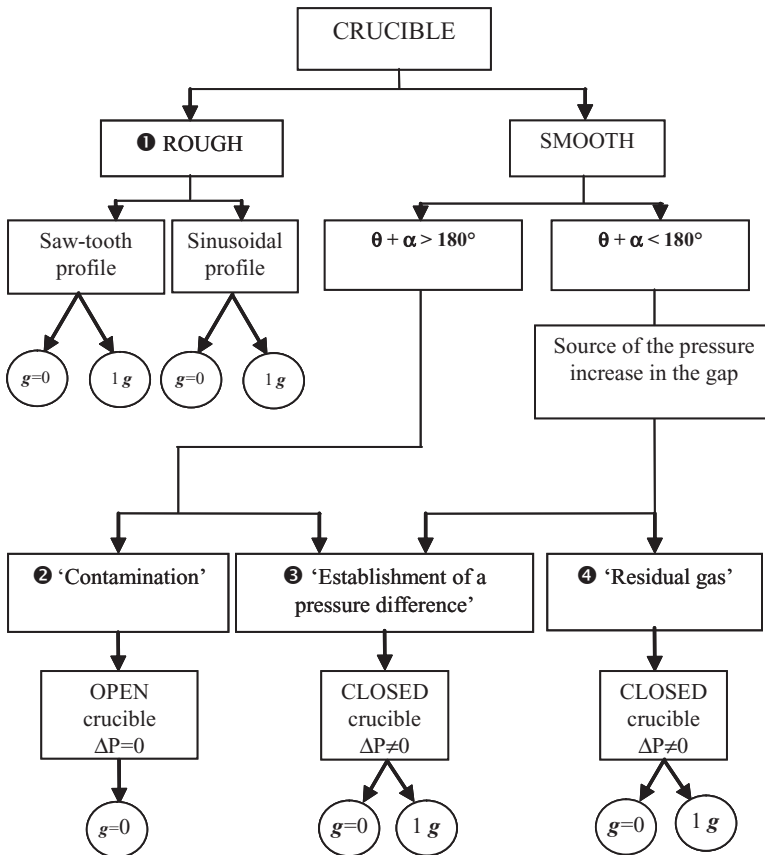 CRUCIBLE
❶ ROUGH
SMOOTH
Saw-tooth
profile
Sinusoidal
profile
θ + α > 180°
θ + α < 180°
g=0
1 g
g=0
1 g
Source of the pressure
increase in the gap
❷ ‘Contamination’
❸ ‘Establishment of a
pressure difference’
❹ ‘Residual gas’
OPEN
crucible
ΔP=0
CLOSED
crucible
ΔP≠0
CLOSED
crucible
ΔP≠0
g=0
g=0
1 g
g=0
1 g